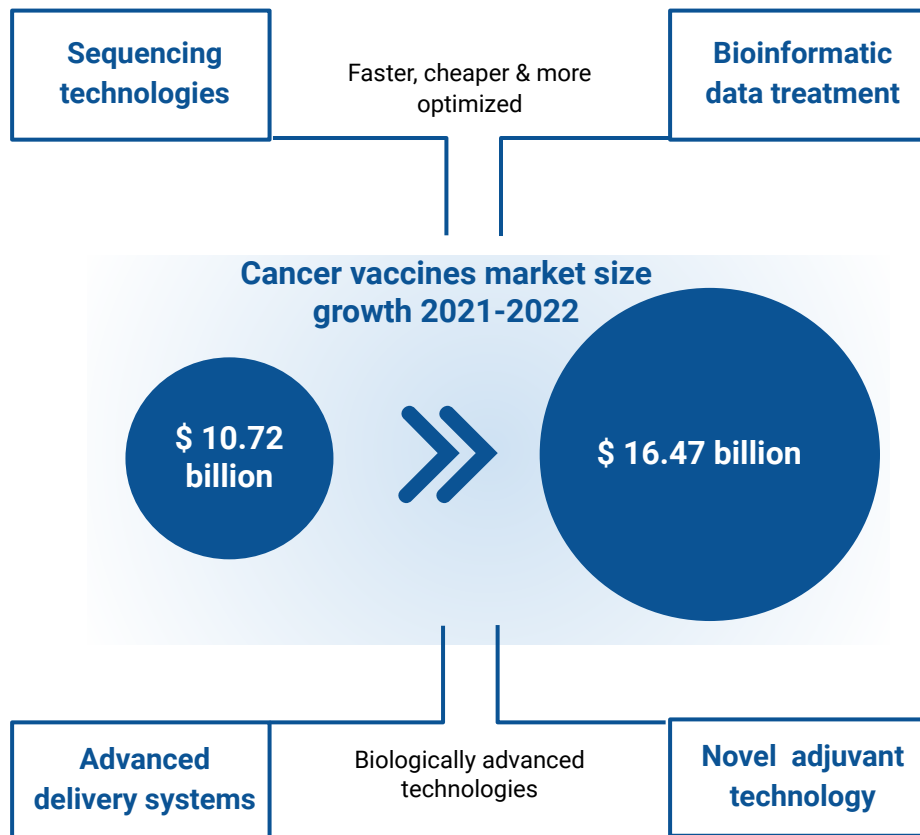 Sequencing
technologies
Faster, cheaper & more
optimized
Bioinformatic
data treatment
Cancer vaccines market size
growth 2021-2022
$ 10.72
billion
$ 16.47 billion
Advanced
delivery systems
Biologically advanced
technologies
Novel adjuvant
technology